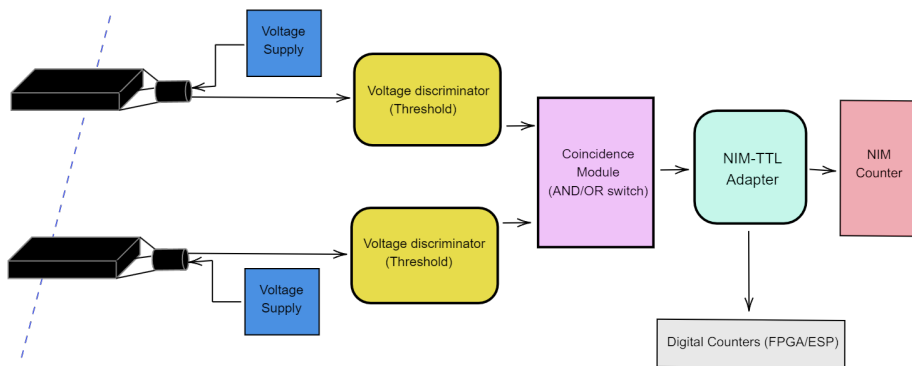 Voltage
Supply
Voltage discriminator
(Threshold)
Coincidence
Module
(AND/OR switch)
NIM-TTL
Adapter
NIM
Counter
Voltage discriminator
(Threshold)
Voltage
Supply
Digital Counters (FPGA/ESP)